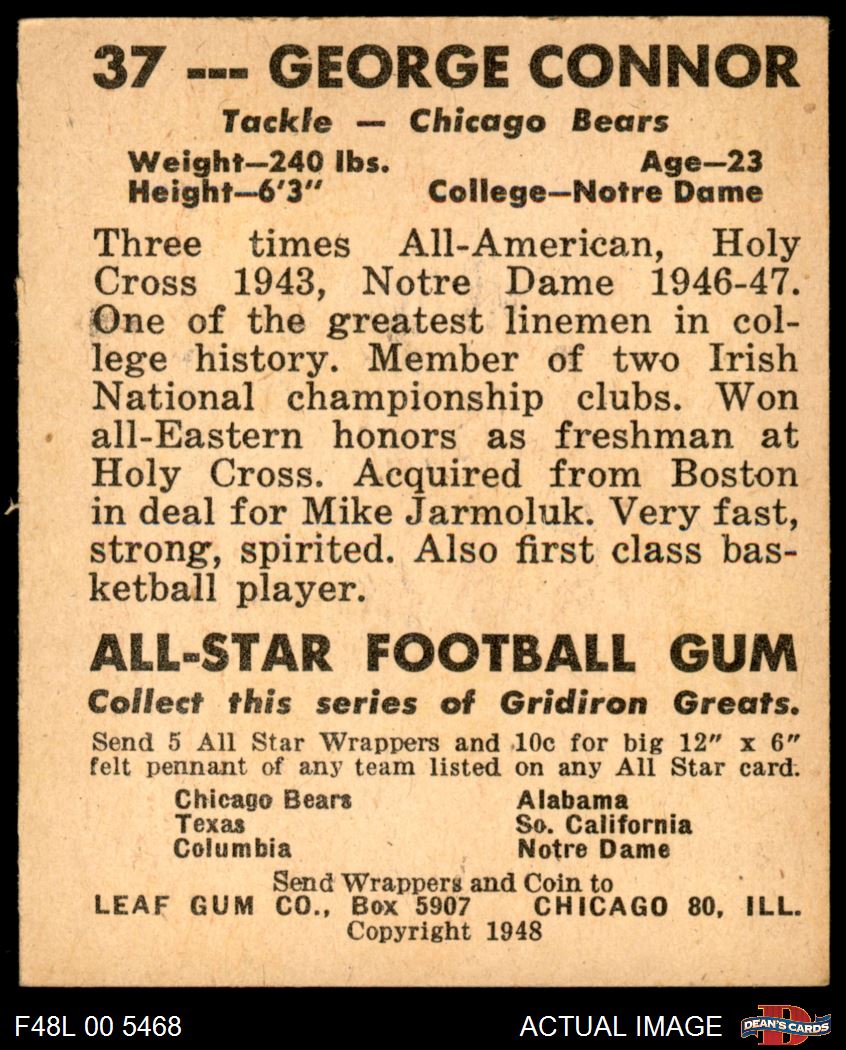 37 --- GEORGE CONNOR
Tackle — Chicago Bears
Weight—240 lbs. Age—23
Height—6'3" College—Notre Dame
Three times All-American, Holy
Cross 1943, Notre Dame 1946-47.
One of the greatest linemen in col-
lege history. Member of two Irish
National championship clubs. Won
all-Eastern honors as freshman at
Holy Cross. Acquired from Boston
in deal for Mike Jarmoluk. Very fast,
strong, spirited. Also first class bas-
ketball player.
ALL-STAR FOOTBALL GUM
Collect this series of Gridiron Greats.
Send 5 All Star Wrappers and 10c for big 12" x 6"
felt pennant of any team listed on any All Star card.
Chicago Bears Alabama
Texas So. California
Columbia Notre Dame
Send Wrappers and Coin to
LEAF GUM CO., Box 5907 CHICAGO 80, ILL.
Copyright 1948
F48L 00 5468 ACTUAL IMAGE DEAN'S CARDS